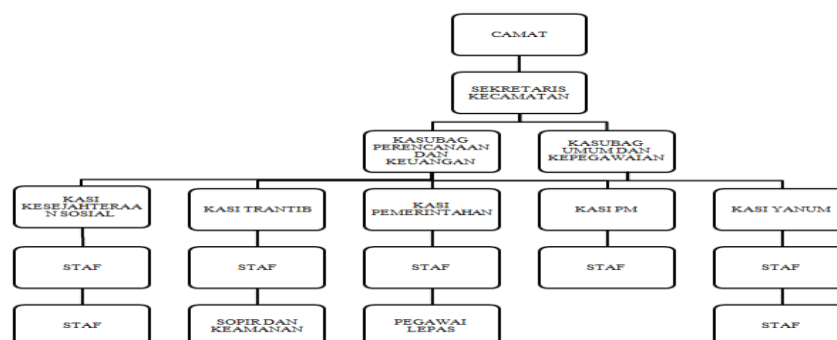 CAMAT
SEKRETARIS
KECAMATAN
KASUBAG
PERENCANAAN
DAN
KEUANGAN
KASUBAG
UMUM DAN
KEPEGAWAIAN
KASI
KESEJAHTERAA
N SOSIAL
KASI TRANTIB
KASI
PEMERINTAHAN
KASI PM
KASI YANUM
STAF
STAF
STAF
STAF
STAF
STAF
SOPIR DAN
KEAMANAN
PEGAWAI
LEPAS
STAF